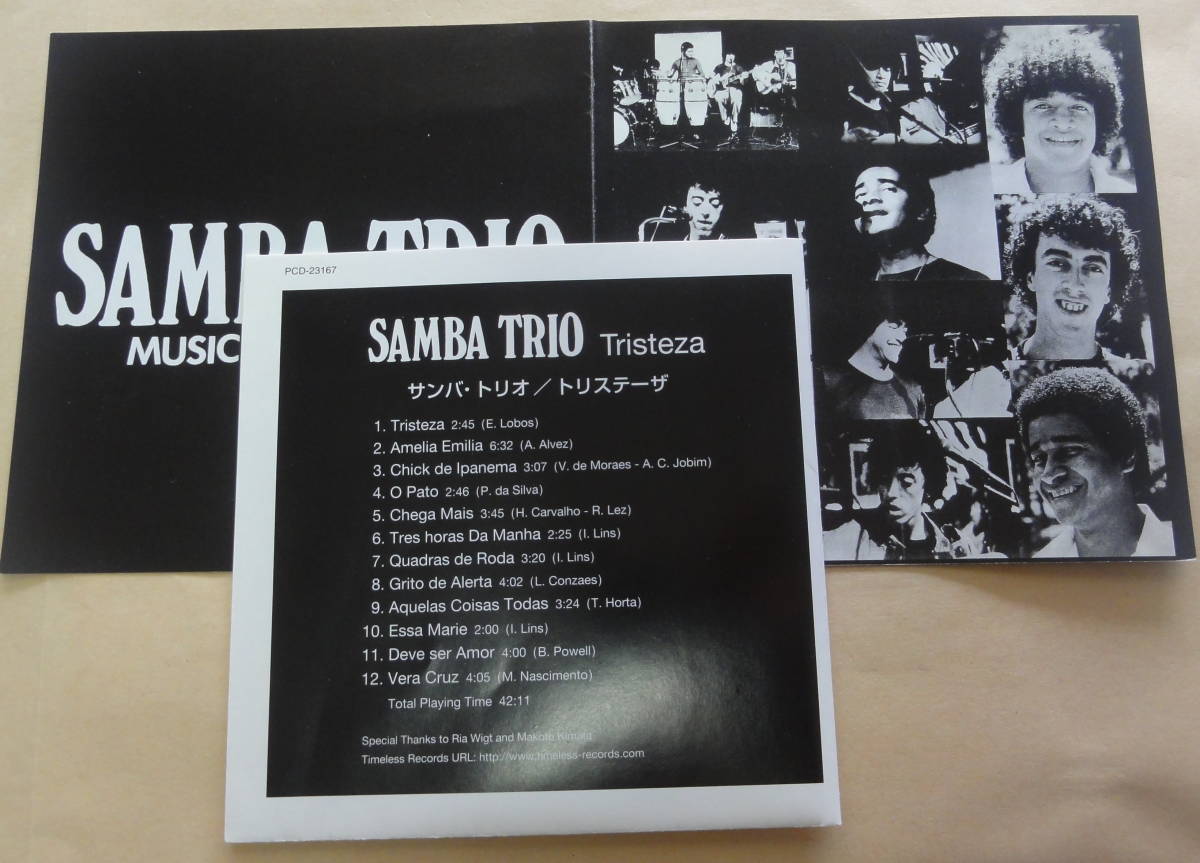 SAMBA TRIO
MUSIC
PCD-23167
SAMBA TRIO Tristeza
サンバ・トリオ／トリステーザ
1. Tristeza 2:45 (E. Lobos)
2. Amelia Emilia 6:32 (A. Alvez)
3. Chick de Ipanema 3:07 (V. de Moraes - A. C. Jobim)
4. O Pato 2:46 (P. da Silva)
5. Chega Mais 3:45 (H. Carvalho - R. Lez)
6. Tres horas Da Manha 2:25 (I. Lins)
7. Quadras de Roda 3:20 (I. Lins)
8. Grito de Alerta 4:02 (L. Conzaes)
9. Aquelas Coisas Todas 3:24 (T. Horta)
10. Essa Marie 2:00 (I. Lins)
11. Deve ser Amor 4:00 (B. Powell)
12. Vera Cruz 4:05 (M. Nascimento)
Total Playing Time 42:11
Special Thanks to Ria Wigt and Makoto Kimata
Timeless Records URL: http://www.timeless-records.com